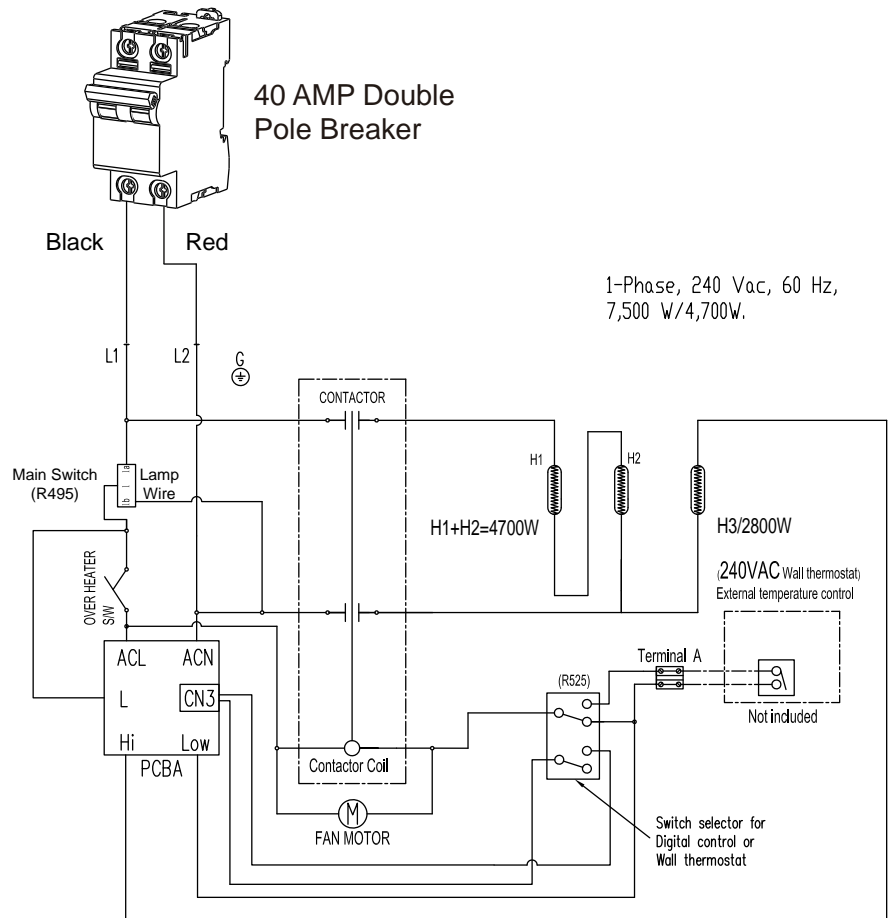 40 AMP Double
Pole Breaker
Black
Red
1-Phase, 240 Vac, 60 Hz,
7,500 W/4,700W.
L1
L2
G
CONTACTOR
Main Switch
(R495)
la
l
lb
Lamp
Wire
H1
H2
H1+H2=4700W
H3/2800W
OVER HEATER
S/W
(240VAC Wall thermostat)
External temperature control
ACL
ACN
L
CN3
Hi
Low
PCBA
Terminal A
(R525)
Not included
Contactor Coil
M
FAN MOTOR
Switch selector for
Digital control or
Wall thermostat